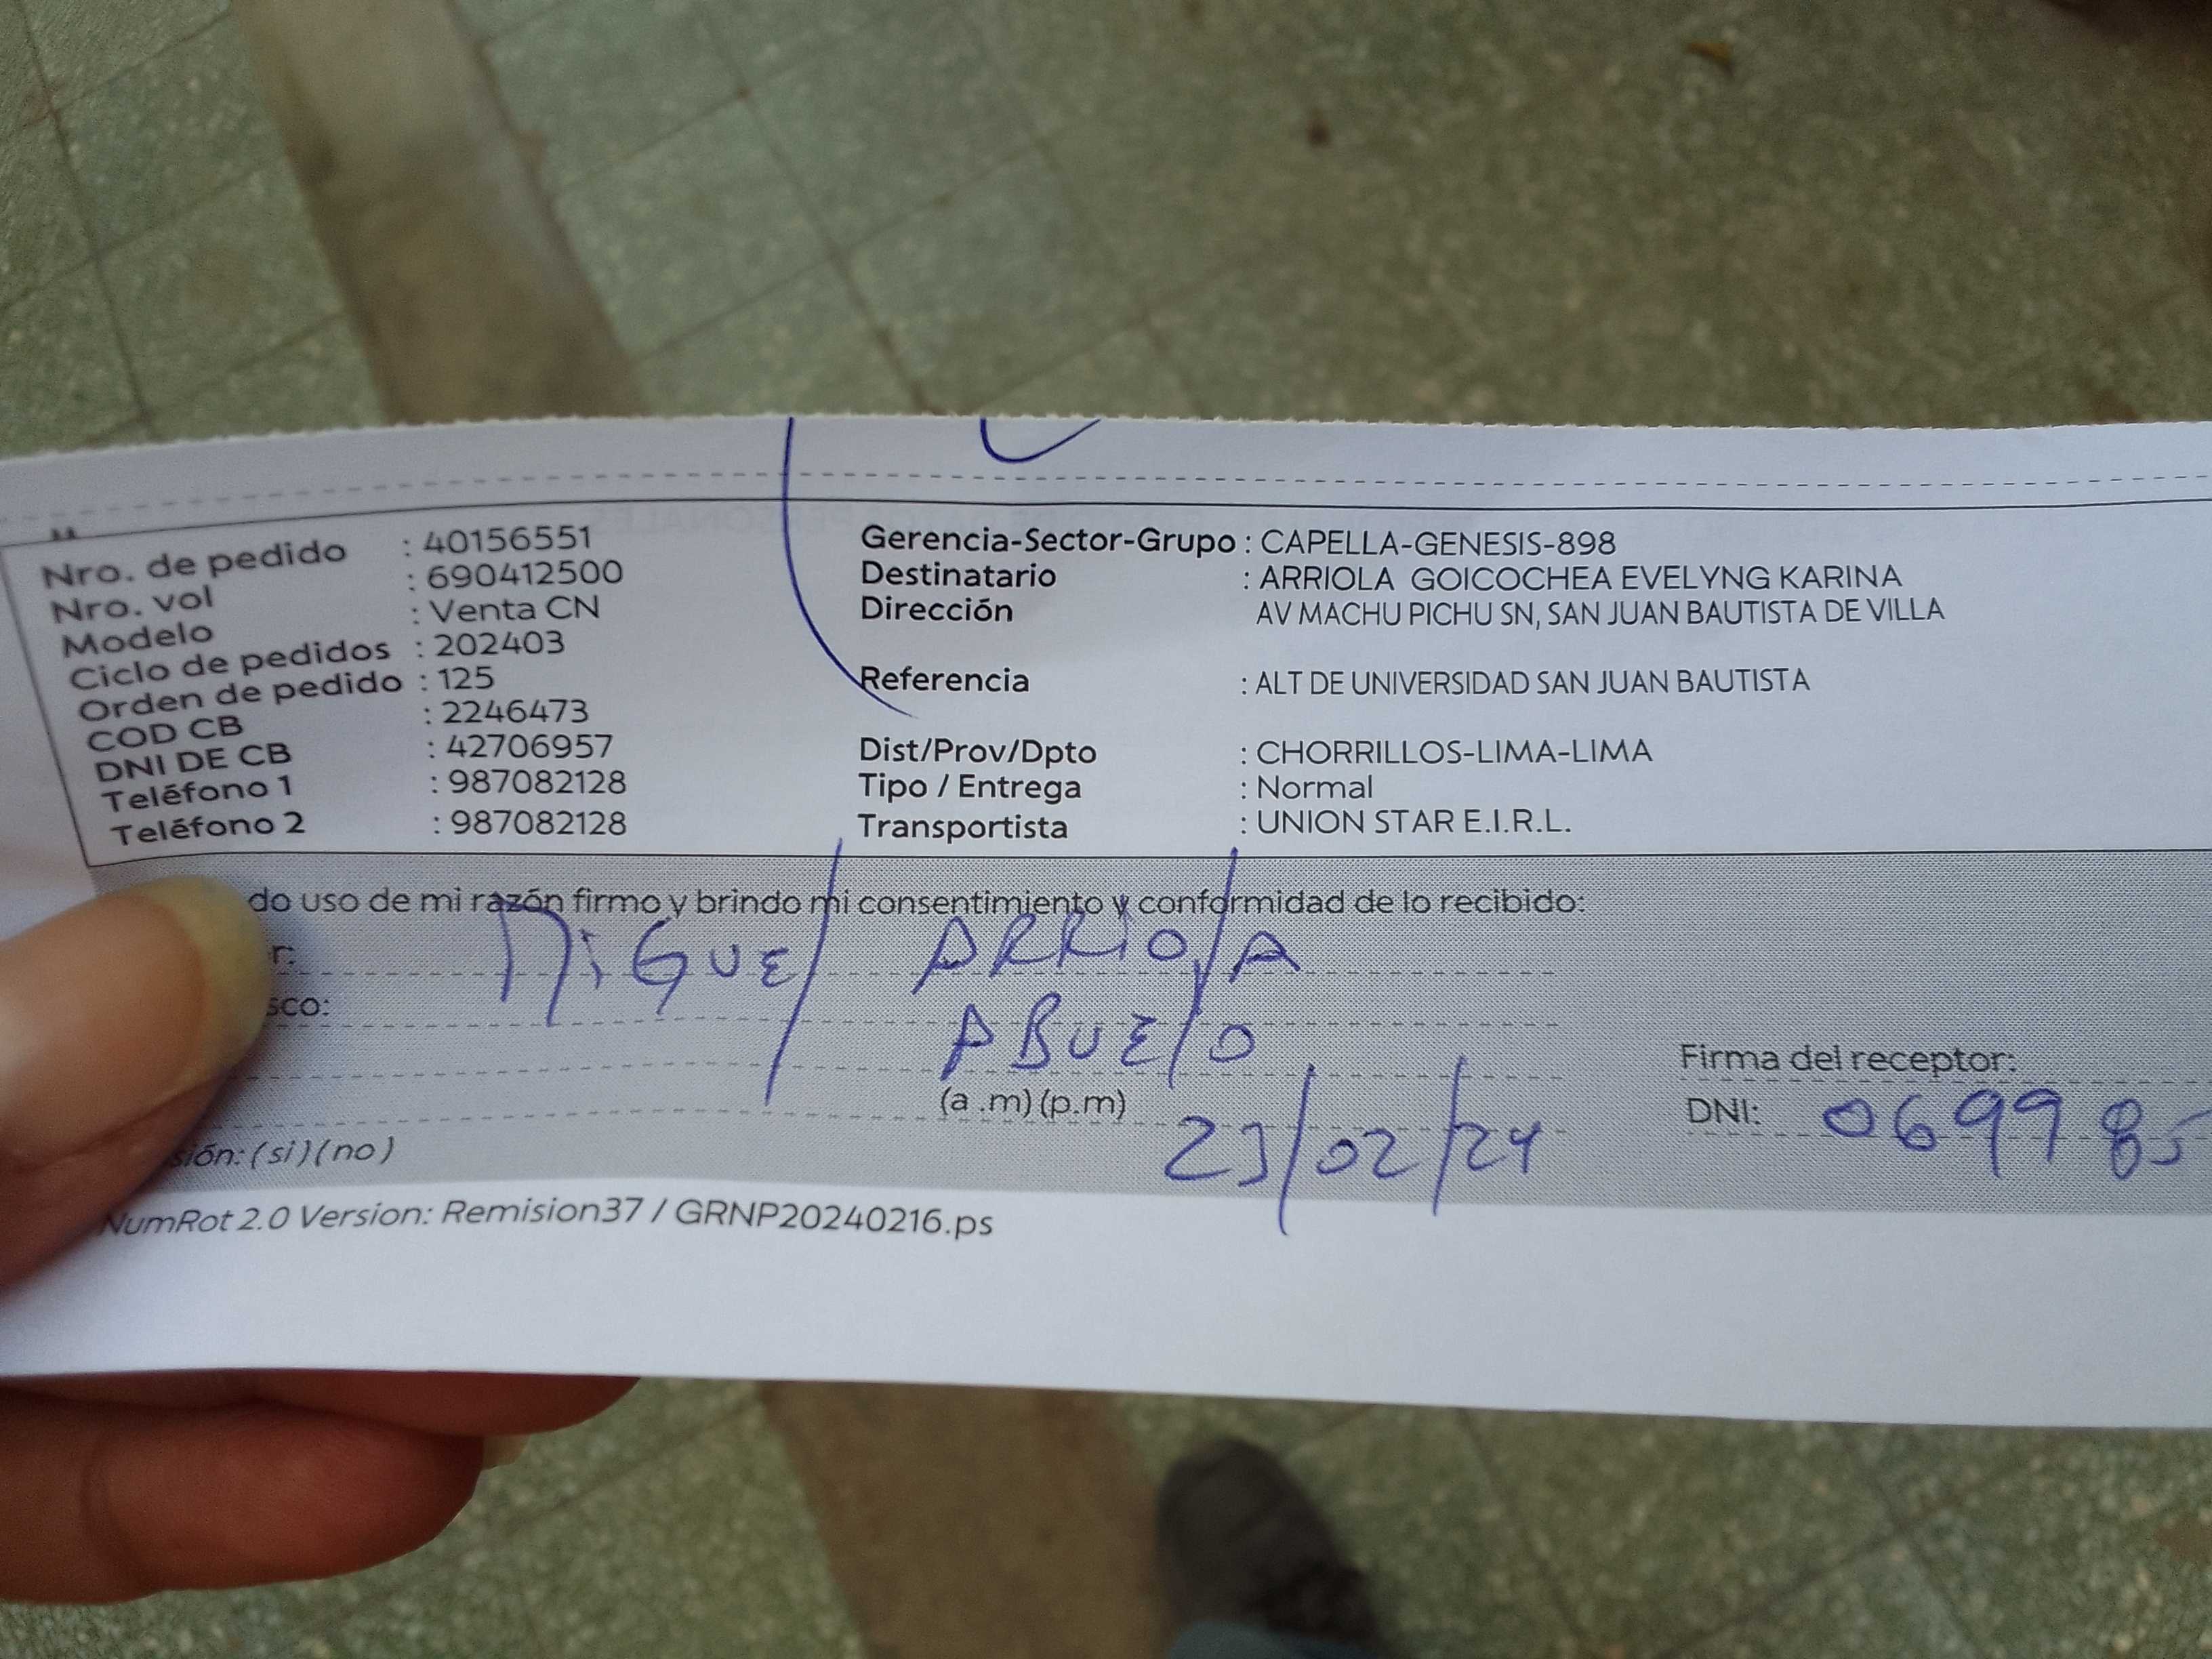 Nro. de pedido : 40156551
Nro. vol : 690412500
Modelo : Venta CN
Ciclo de pedidos : 202403
Orden de pedido : 125
COD CB : 2246473
DNI DE CB : 42706957
Teléfono 1 : 987082128
Teléfono 2 : 987082128
Gerencia-Sector-Grupo : CAPELLA-GENESIS-898
Destinatario : ARRIOLA GOICOCHEA EVELYNG KARINA
Dirección AV MACHU PICHU SN, SAN JUAN BAUTISTA DE VILLA
Referencia : ALT DE UNIVERSIDAD SAN JUAN BAUTISTA
Dist/Prov/Dpto : CHORRILLOS-LIMA-LIMA
Tipo / Entrega : Normal
Transportista : UNION STAR E.I.R.L.
do uso de mi razón firmo y brindo mi consentimiento y conformidad de lo recibido:
r: MIGUEl ARRIOlA
sco: ABUElO
(a .m) (p.m) 23/02/24
Firma del receptor:
DNI: 069985
sión: (si) (no)
NumRot 2.0 Version: Remision37 / GRNP20240216.ps